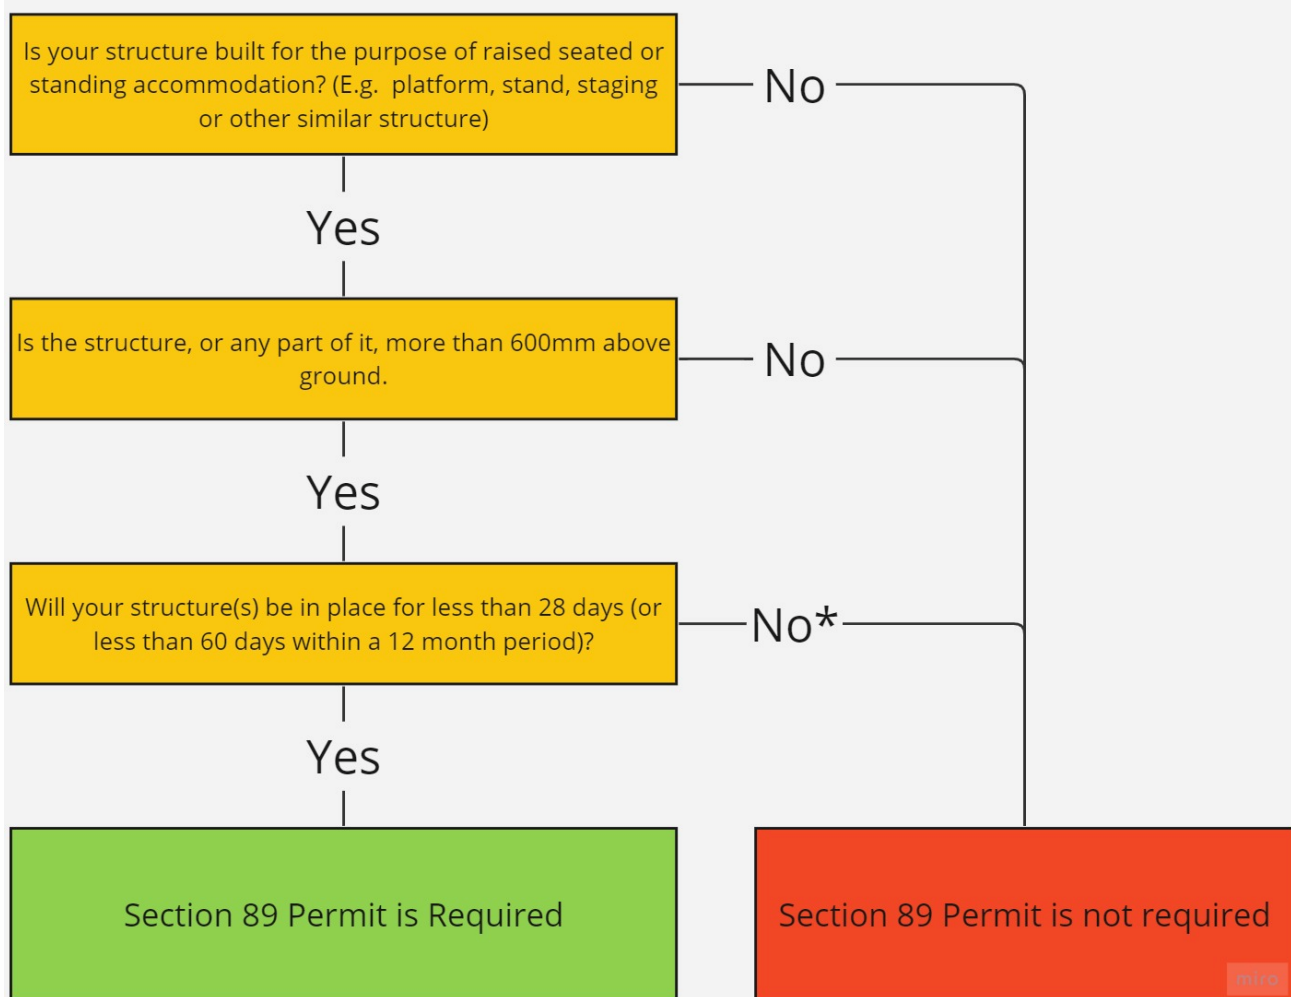 Is your structure built for the purpose of raised seated or
standing accommodation? (E.g.  platform, stand, staging
or other similar structure)
No
Yes
Is the structure, or any part of it, more than 600mm above
ground.
No
Yes
Will your structure(s) be in place for less than 28 days (or
less than 60 days within a 12 month period)?
No*
Yes
Section 89 Permit is Required
Section 89 Permit is not required
miro